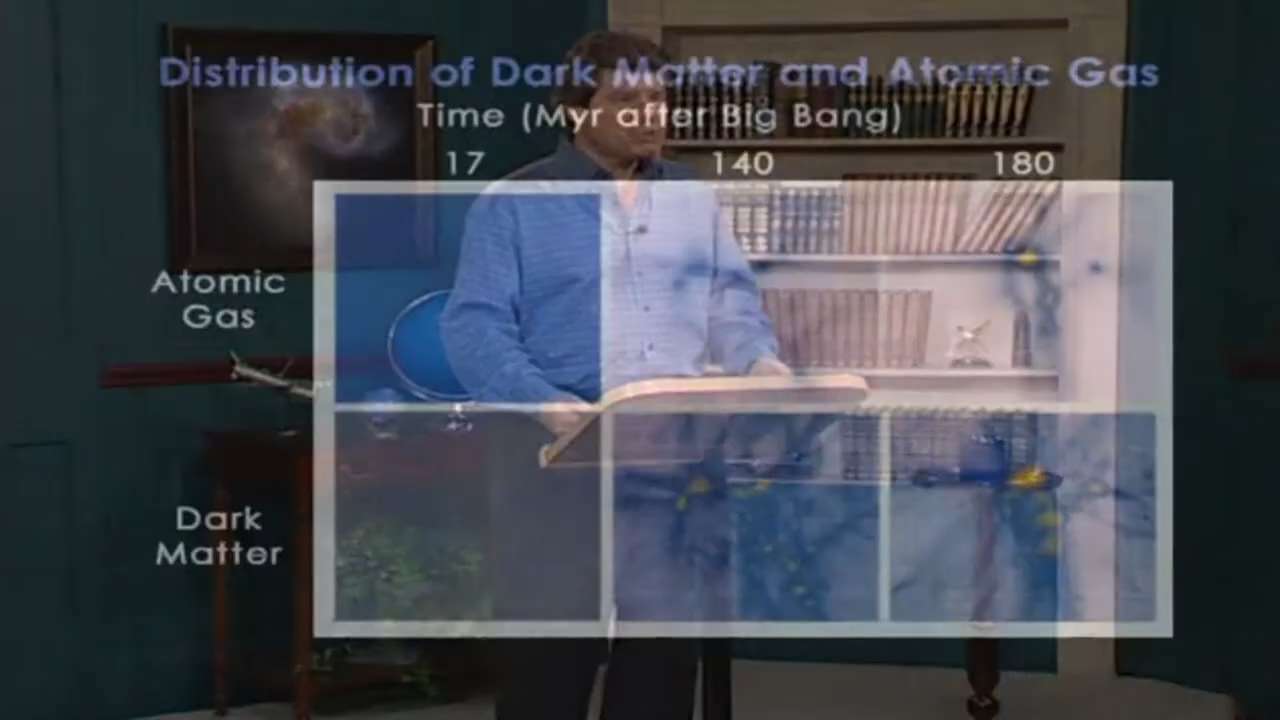 Distribution of Dark Matter and Atomic Gas
Time (Myr after Big Bang)
17 140 180
Atomic
Gas
Dark
Matter